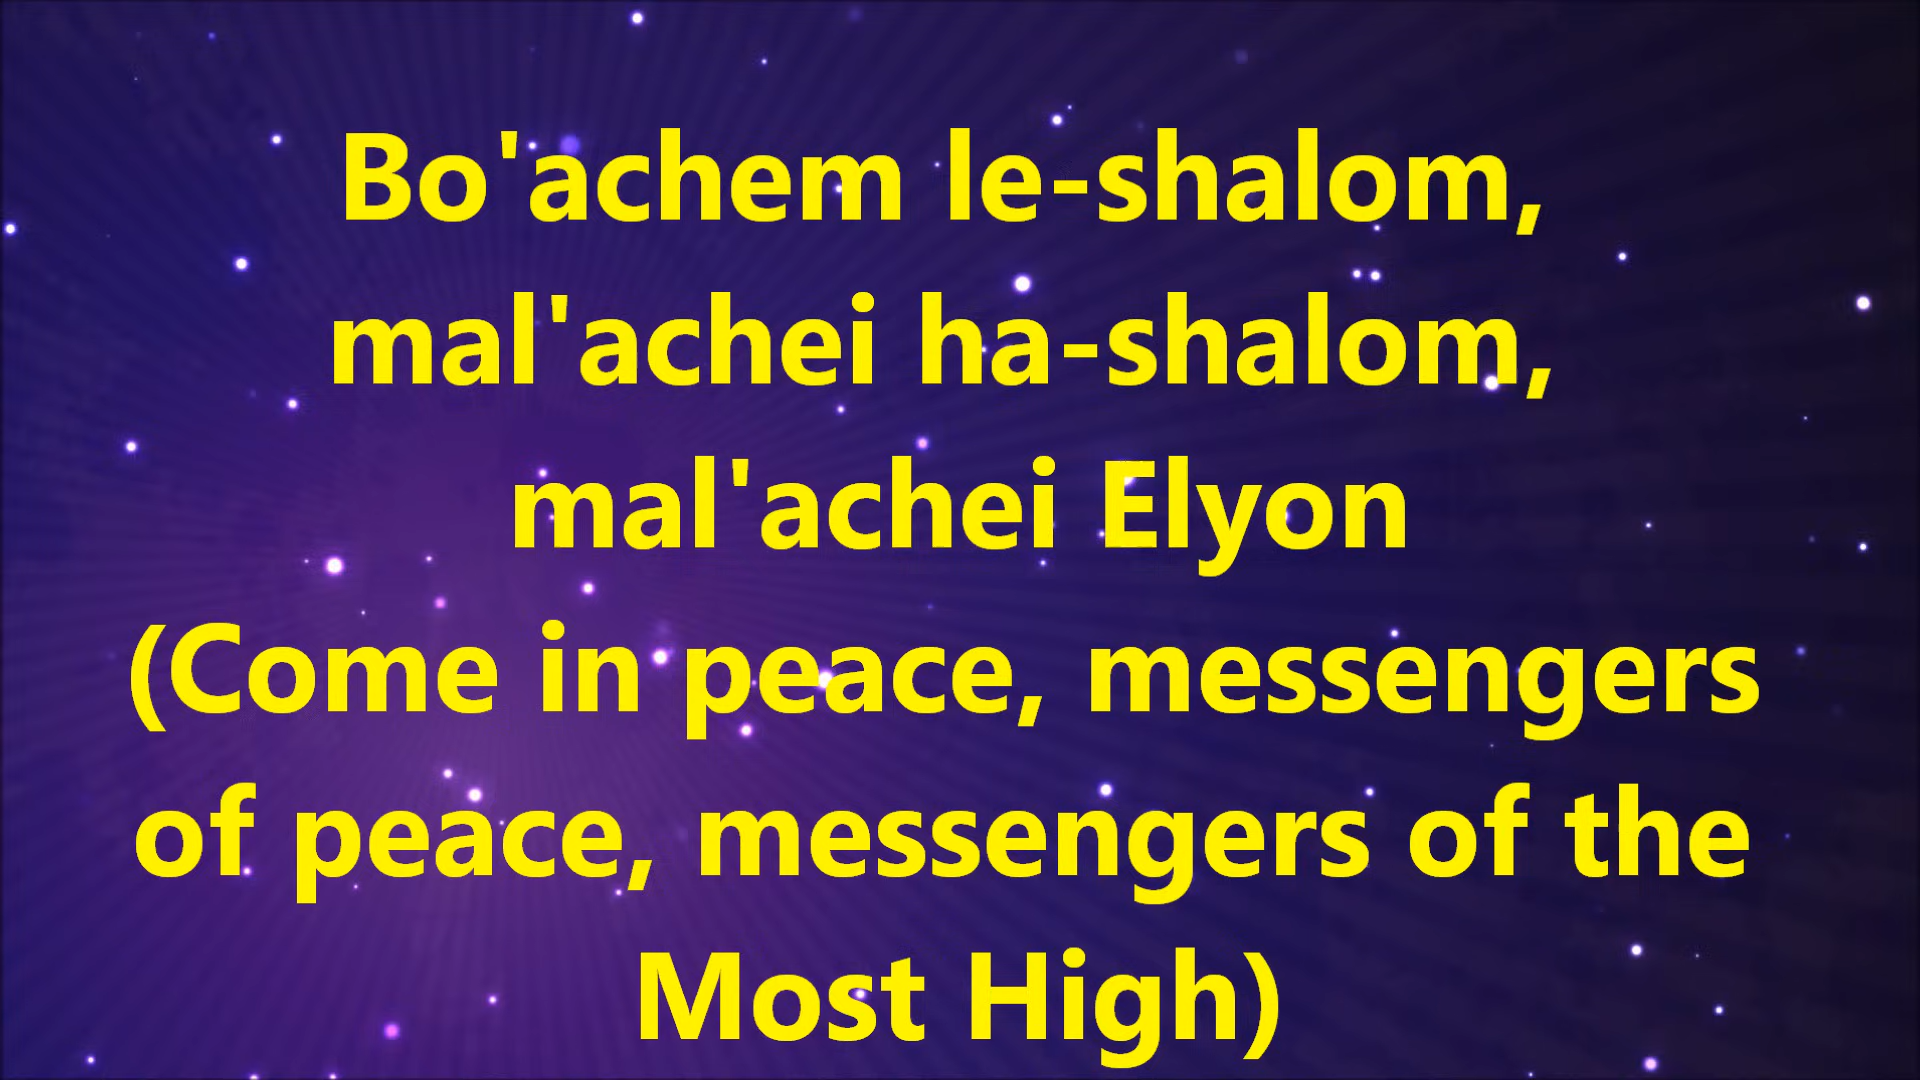 Bo'achem le-shalom,
mal'achei ha-shalom,
mal'achei Elyon
(Come in peace, messengers
of peace, messengers of the
Most High)